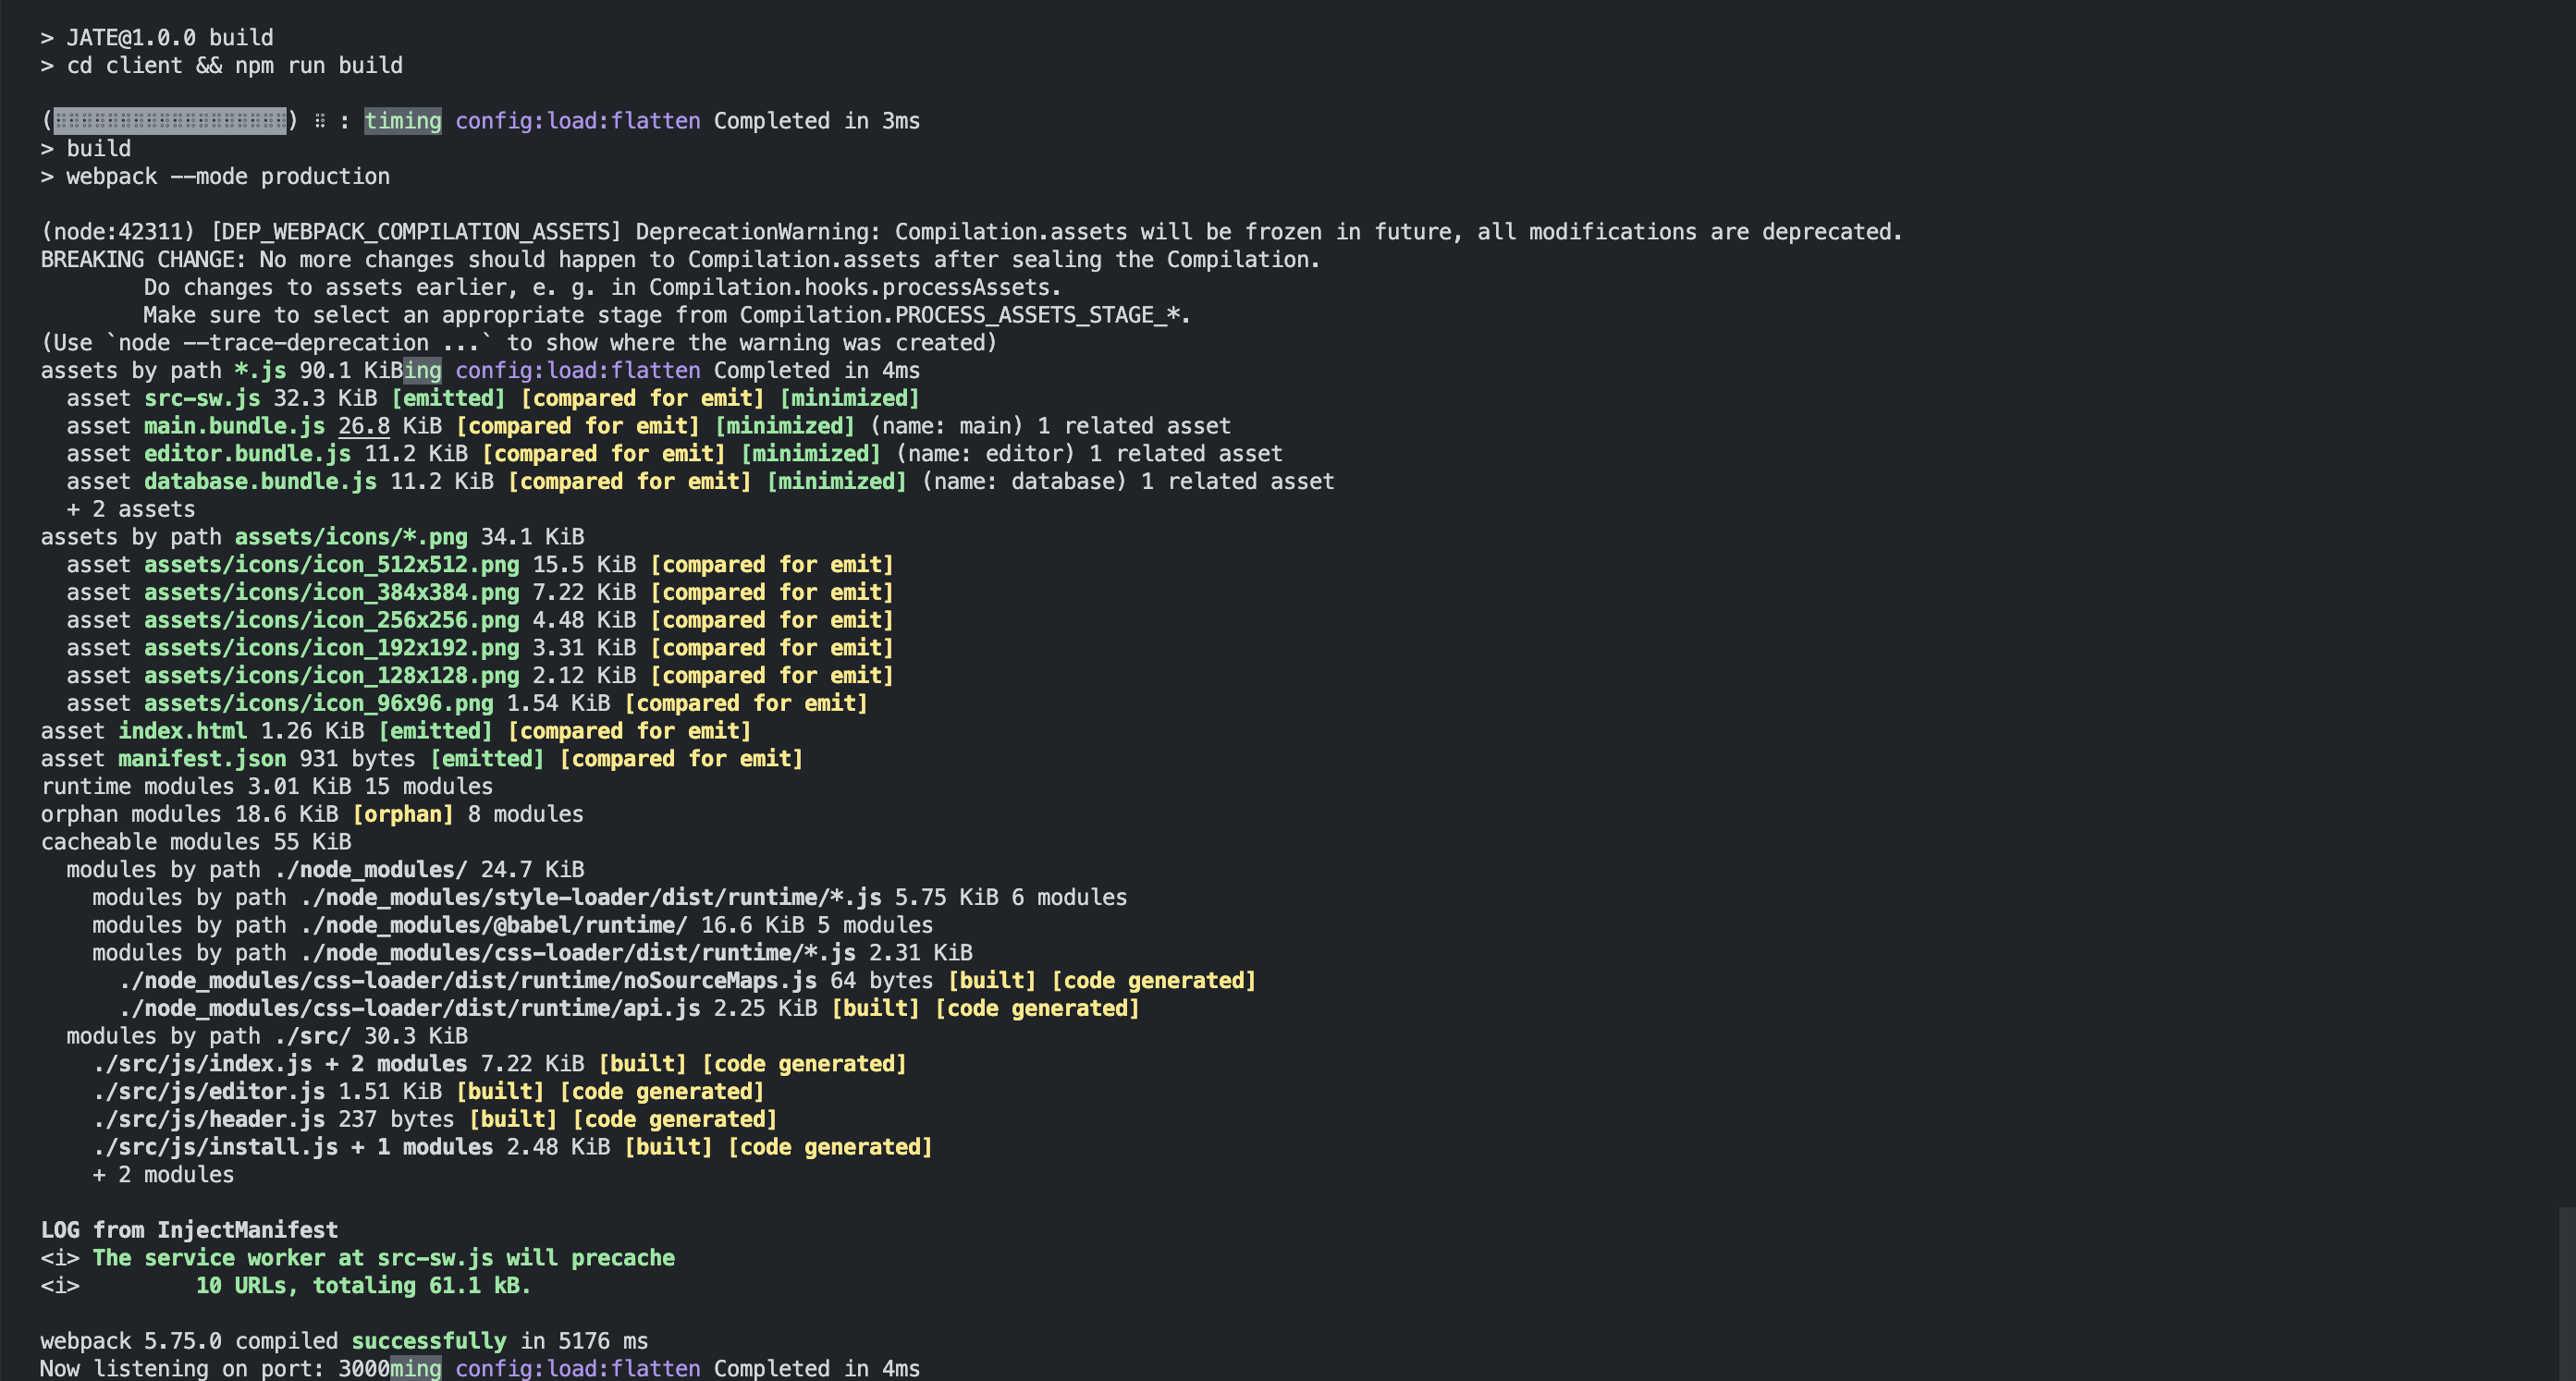 > JATE@1.0.0 build
> cd client && npm run build
(⠿⠿⠿⠿⠿⠿⠿⠿⠿⠿⠿⠿⠿⠿⠿⠿⠿⠿) ⠿ : timing config:load:flatten Completed in 3ms
> build
> webpack --mode production
(node:42311) [DEP_WEBPACK_COMPILATION_ASSETS] DeprecationWarning: Compilation.assets will be frozen in future, all modifications are deprecated.
BREAKING CHANGE: No more changes should happen to Compilation.assets after sealing the Compilation.
Do changes to assets earlier, e. g. in Compilation.hooks.processAssets.
Make sure to select an appropriate stage from Compilation.PROCESS_ASSETS_STAGE_*.
(Use `node --trace-deprecation ...` to show where the warning was created)
assets by path *.js 90.1 KiBing config:load:flatten Completed in 4ms
asset src-sw.js 32.3 KiB [emitted] [compared for emit] [minimized]
asset main.bundle.js 26.8 KiB [compared for emit] [minimized] (name: main) 1 related asset
asset editor.bundle.js 11.2 KiB [compared for emit] [minimized] (name: editor) 1 related asset
asset database.bundle.js 11.2 KiB [compared for emit] [minimized] (name: database) 1 related asset
+ 2 assets
assets by path assets/icons/*.png 34.1 KiB
asset assets/icons/icon_512x512.png 15.5 KiB [compared for emit]
asset assets/icons/icon_384x384.png 7.22 KiB [compared for emit]
asset assets/icons/icon_256x256.png 4.48 KiB [compared for emit]
asset assets/icons/icon_192x192.png 3.31 KiB [compared for emit]
asset assets/icons/icon_128x128.png 2.12 KiB [compared for emit]
asset assets/icons/icon_96x96.png 1.54 KiB [compared for emit]
asset index.html 1.26 KiB [emitted] [compared for emit]
asset manifest.json 931 bytes [emitted] [compared for emit]
runtime modules 3.01 KiB 15 modules
orphan modules 18.6 KiB [orphan] 8 modules
cacheable modules 55 KiB
modules by path ./node_modules/ 24.7 KiB
modules by path ./node_modules/style-loader/dist/runtime/*.js 5.75 KiB 6 modules
modules by path ./node_modules/@babel/runtime/ 16.6 KiB 5 modules
modules by path ./node_modules/css-loader/dist/runtime/*.js 2.31 KiB
./node_modules/css-loader/dist/runtime/noSourceMaps.js 64 bytes [built] [code generated]
./node_modules/css-loader/dist/runtime/api.js 2.25 KiB [built] [code generated]
modules by path ./src/ 30.3 KiB
./src/js/index.js + 2 modules 7.22 KiB [built] [code generated]
./src/js/editor.js 1.51 KiB [built] [code generated]
./src/js/header.js 237 bytes [built] [code generated]
./src/js/install.js + 1 modules 2.48 KiB [built] [code generated]
+ 2 modules
LOG from InjectManifest
<i> The service worker at src-sw.js will precache
<i> 10 URLs, totaling 61.1 kB.
webpack 5.75.0 compiled successfully in 5176 ms
Now listening on port: 3000ming config:load:flatten Completed in 4ms